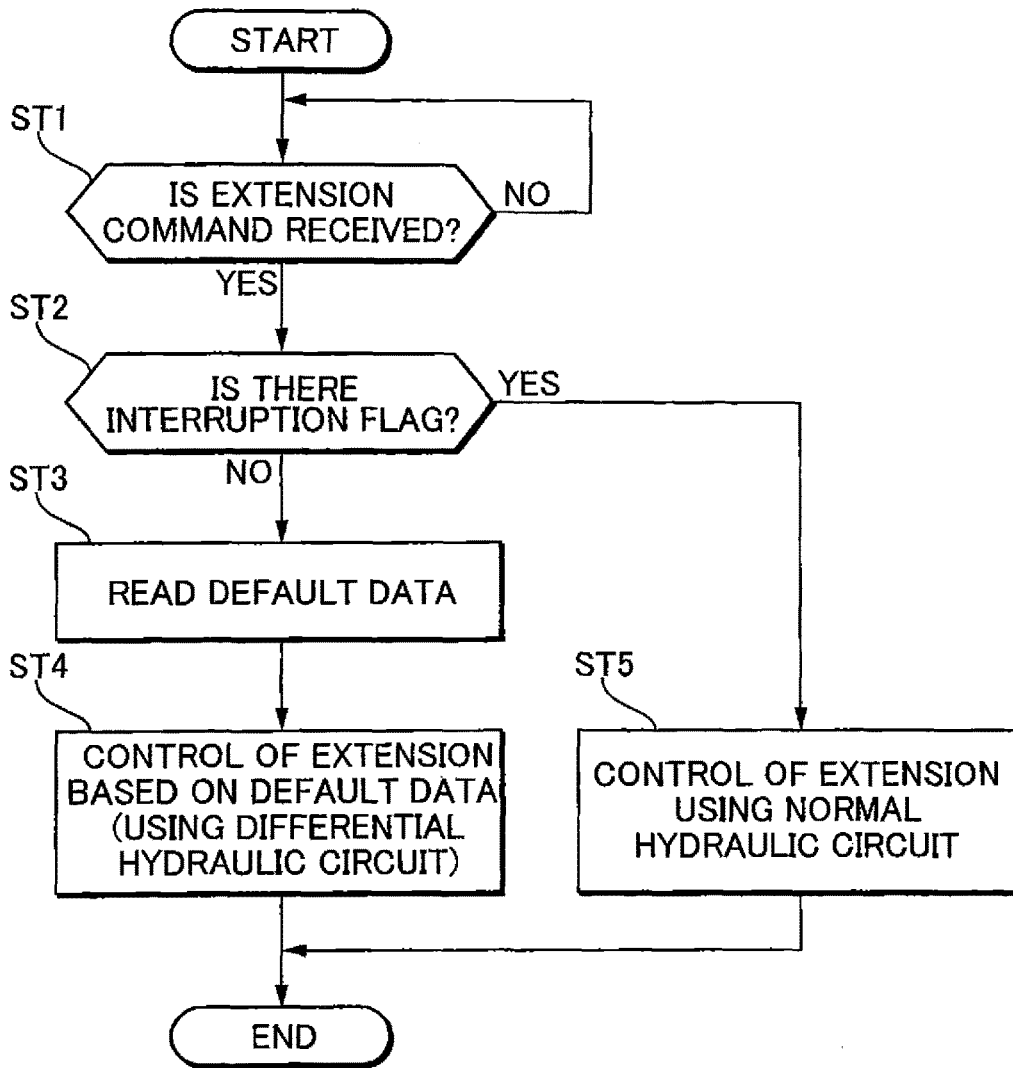 START
ST1
IS EXTENSION
COMMAND RECEIVED?
NO
YES
ST2
IS THERE
INTERRUPTION FLAG?
YES
NO
ST3
READ DEFAULT DATA
ST4
CONTROL OF EXTENSION
BASED ON DEFAULT DATA
(USING DIFFERENTIAL
HYDRAULIC CIRCUIT)
ST5
CONTROL OF EXTENSION
USING NORMAL
HYDRAULIC CIRCUIT
END